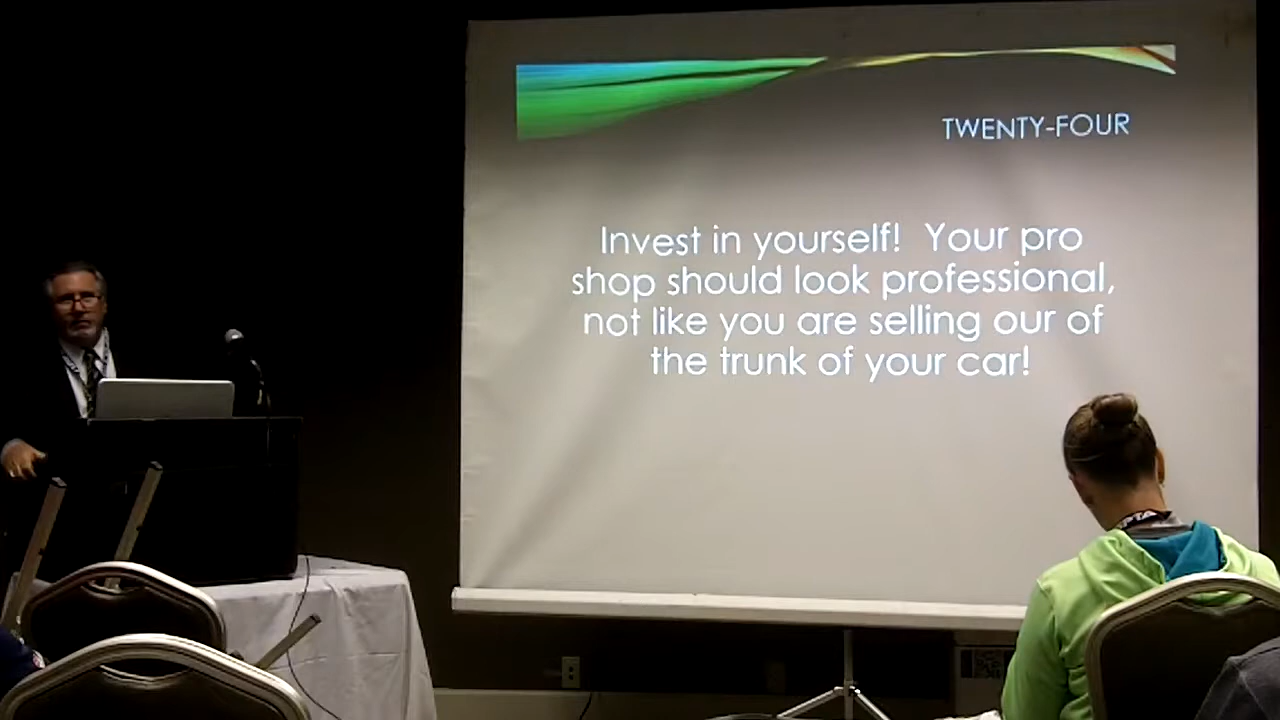 TWENTY-FOUR
Invest in yourself!  Your pro
shop should look professional,
not like you are selling our of
the trunk of your car!
PTA